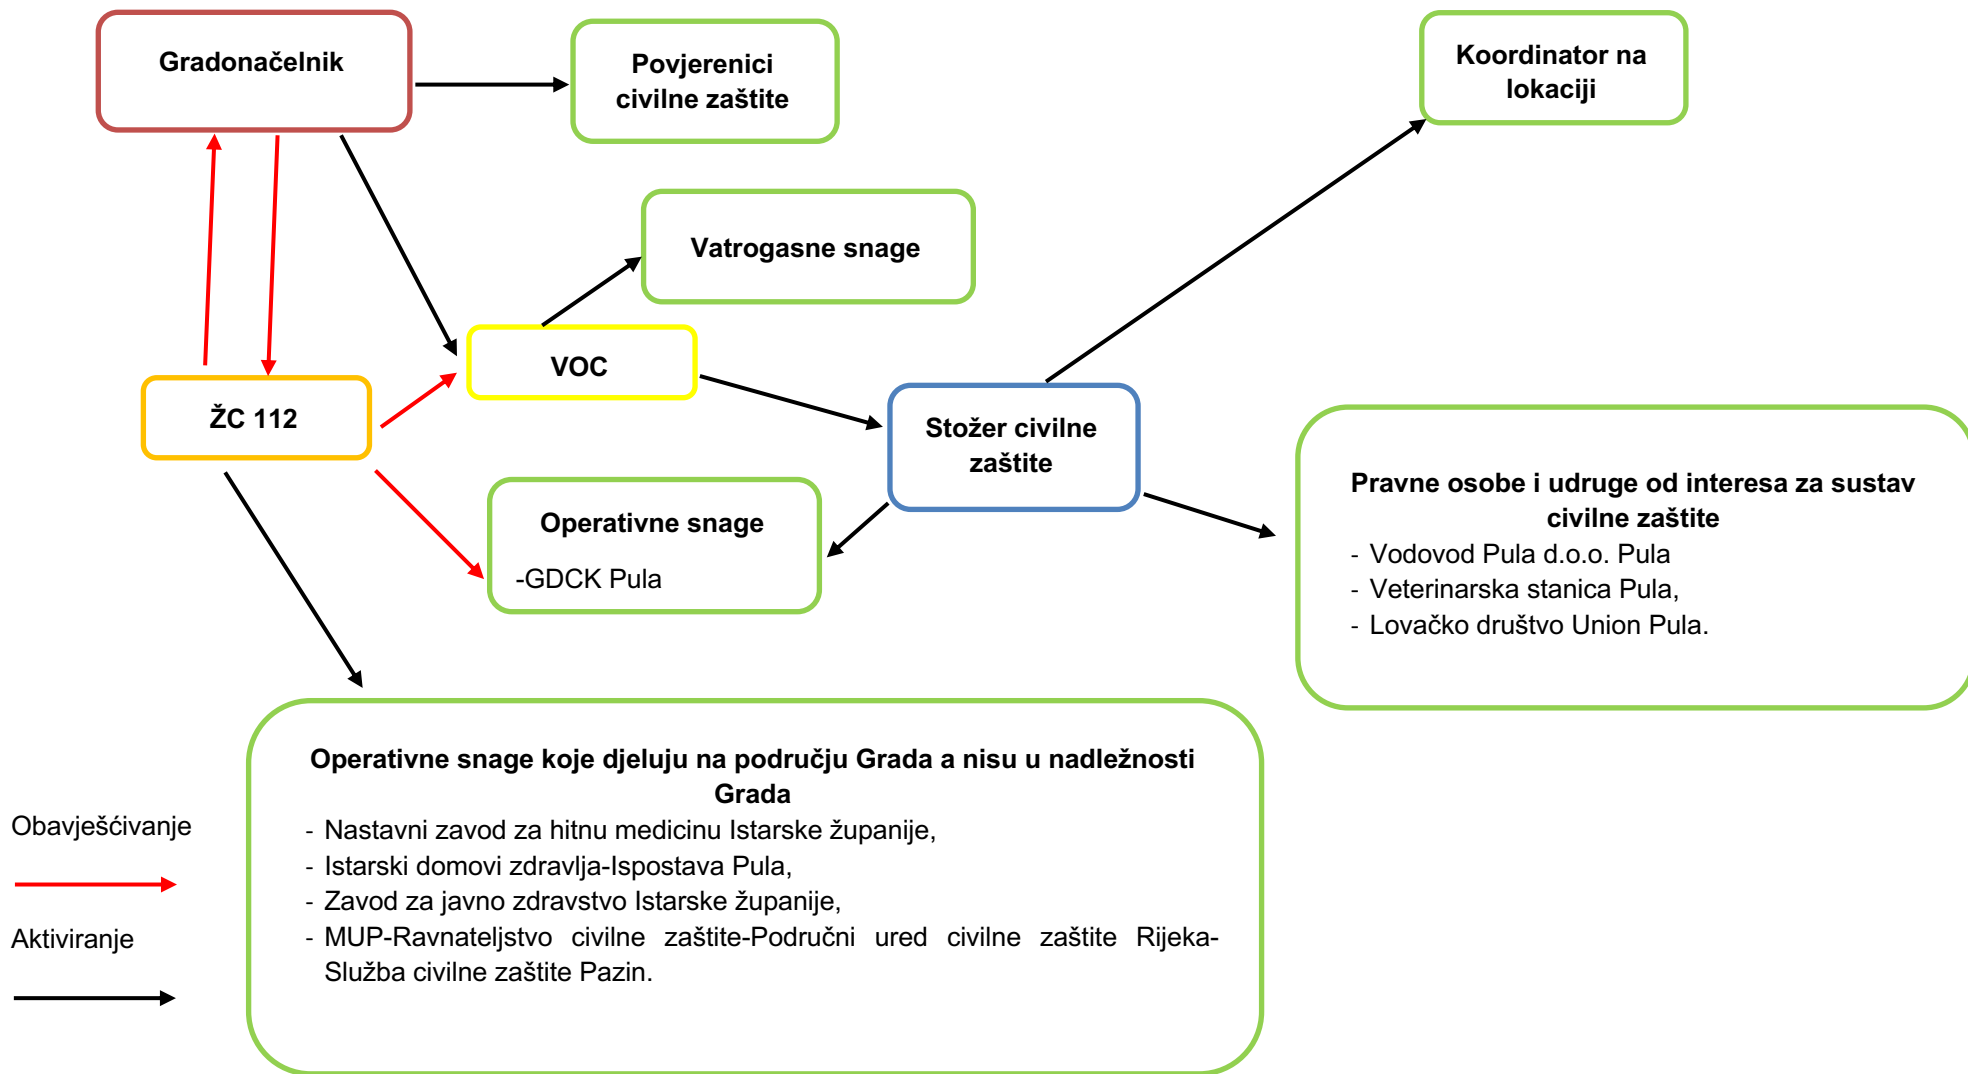 Gradonačelnik
Povjerenici
civilne zaštite
Koordinator na
lokaciji
Vatrogasne snage
VOC
ŽC 112
Stožer civilne
zaštite
Operativne snage
-GDCK Pula
Pravne osobe i udruge od interesa za sustav
civilne zaštite
- Vodovod Pula d.o.o. Pula
- Veterinarska stanica Pula,
- Lovačko društvo Union Pula.
Operativne snage koje djeluju na području Grada a nisu u nadležnosti
Grada
- Nastavni zavod za hitnu medicinu Istarske županije,
- Istarski domovi zdravlja-Ispostava Pula,
- Zavod za javno zdravstvo Istarske županije,
- MUP-Ravnateljstvo civilne zaštite-Područni ured civilne zaštite Rijeka-
Služba civilne zaštite Pazin.
Obavješćivanje
Aktiviranje